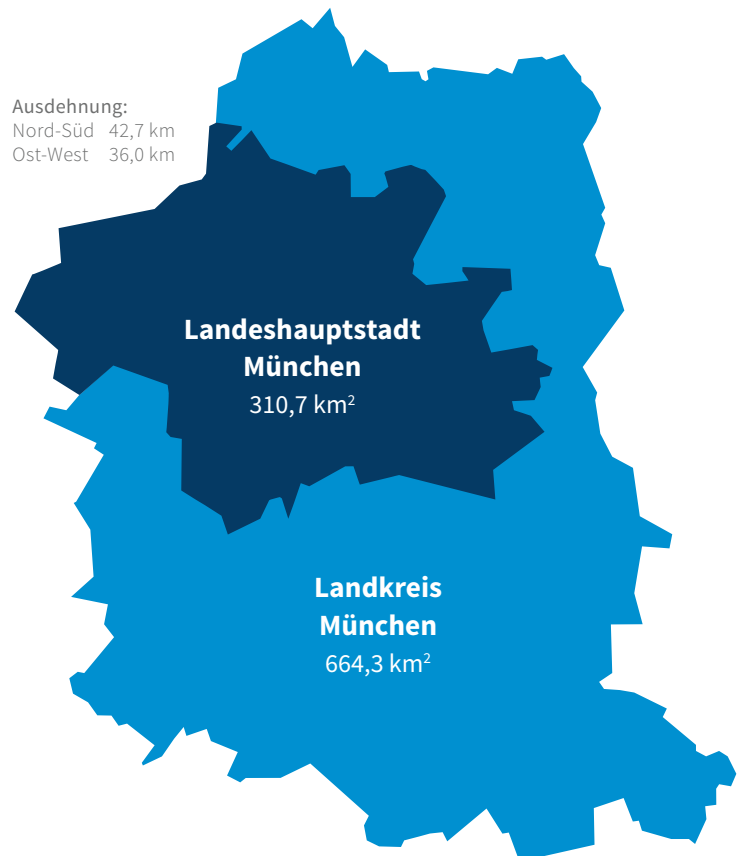 Ausdehnung:
Nord-Süd 42,7 km
Ost-West 36,0 km
Landeshauptstadt
München
310,7 km²
Landkreis
München
664,3 km²